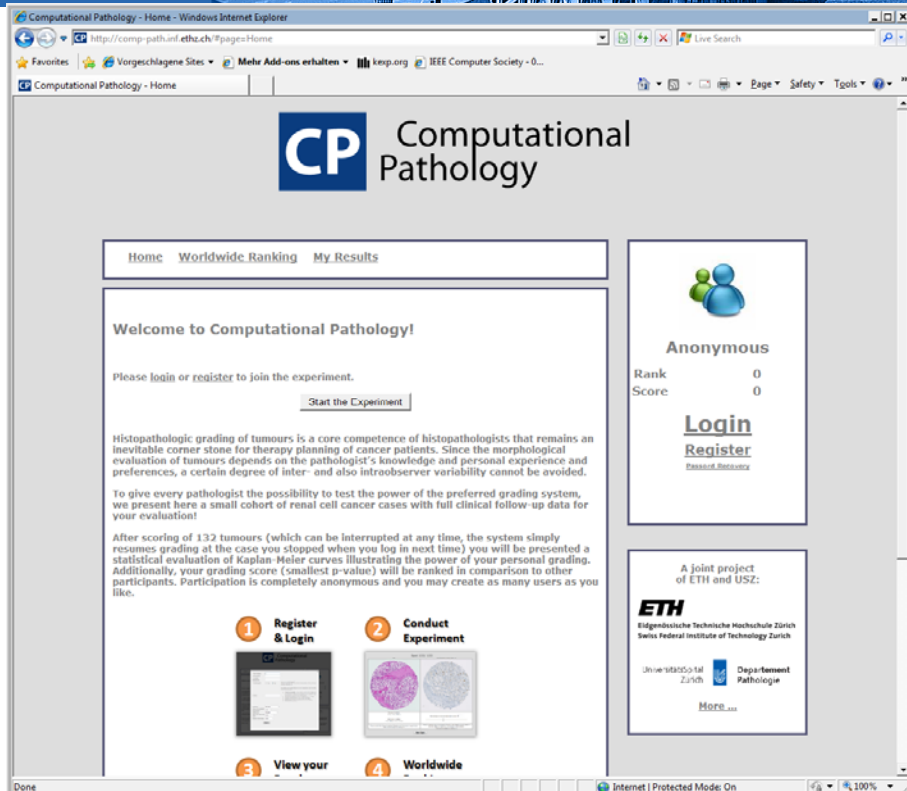 Computational Pathology - Home - Windows Internet Explorer
CP http://comp-path.inf.ethz.ch/#page=Home
Live Search
Favorites Vorgeschlagene Sites Mehr Add-ons erhalten kexp.org IEEE Computer Society - 0...
CP Computational Pathology - Home
Page Safety Tools
CP Computational
Pathology
Home Worldwide Ranking My Results
Welcome to Computational Pathology!
Please login or register to join the experiment.
Start the Experiment
Histopathologic grading of tumours is a core competence of histopathologists that remains an
inevitable corner stone for therapy planning of cancer patients. Since the morphological
evaluation of tumours depends on the pathologist's knowledge and personal experience and
preferences, a certain degree of inter- and also intraobserver variability cannot be avoided.
To give every pathologist the possibility to test the power of the preferred grading system,
we present here a small cohort of renal cell cancer cases with full clinical follow-up data for
your evaluation!
After scoring of 132 tumours (which can be interrupted at any time, the system simply
resumes grading at the case you stopped when you log in next time) you will be presented a
statistical evaluation of Kaplan-Meier curves illustrating the power of your personal grading.
Additionally, your grading score (smallest p-value) will be ranked in comparison to other
participants. Participation is completely anonymous and you may create as many users as you
like.
1 Register
& Login
2 Conduct
Experiment
3 View your
4 Worldwide
Anonymous
Rank 0
Score 0
Login
Register
Password Recovery
A joint project
of ETH and USZ:
ETH
Eidgenössische Technische Hochschule Zürich
Swiss Federal Institute of Technology Zurich
UniversitätsSpital
Zürich
Departement
Pathologie
More ...
Done
Internet | Protected Mode: On
100%